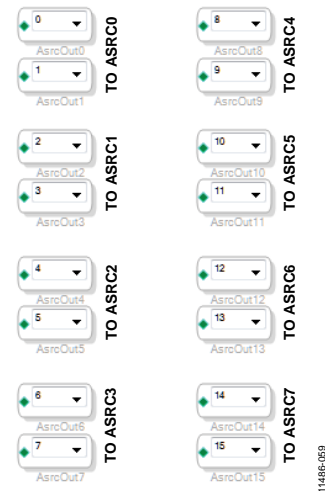 0
AsrcOut0
1
AsrcOut1
TO ASRC0
2
AsrcOut2
3
AsrcOut3
TO ASRC1
4
AsrcOut4
5
AsrcOut5
TO ASRC2
6
AsrcOut6
7
AsrcOut7
TO ASRC3
8
AsrcOut8
9
AsrcOut9
TO ASRC4
10
AsrcOut10
11
AsrcOut11
TO ASRC5
12
AsrcOut12
13
AsrcOut13
TO ASRC6
14
AsrcOut14
15
AsrcOut15
TO ASRC7
11486-059